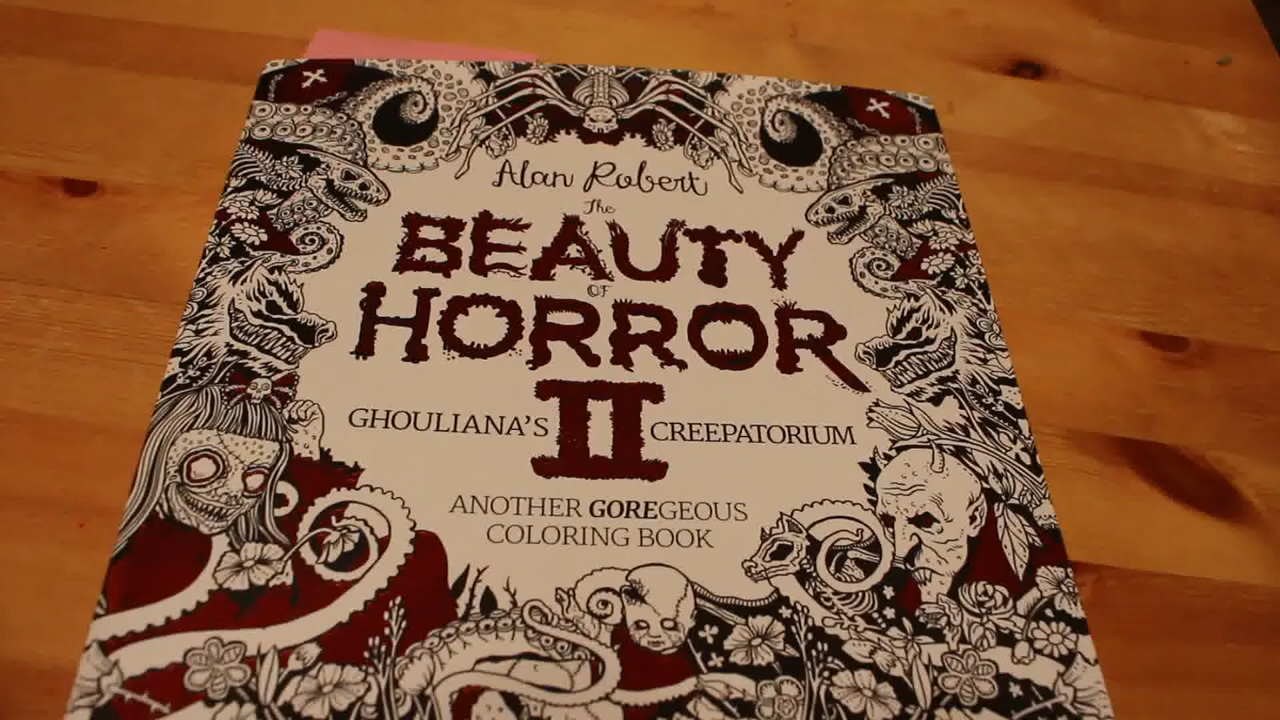 Alan Robert
The
BEAUTY
OF
HORROR
II
GHOULIANA'S CREEPATORIUM
ANOTHER GOREGEOUS
COLORING BOOK